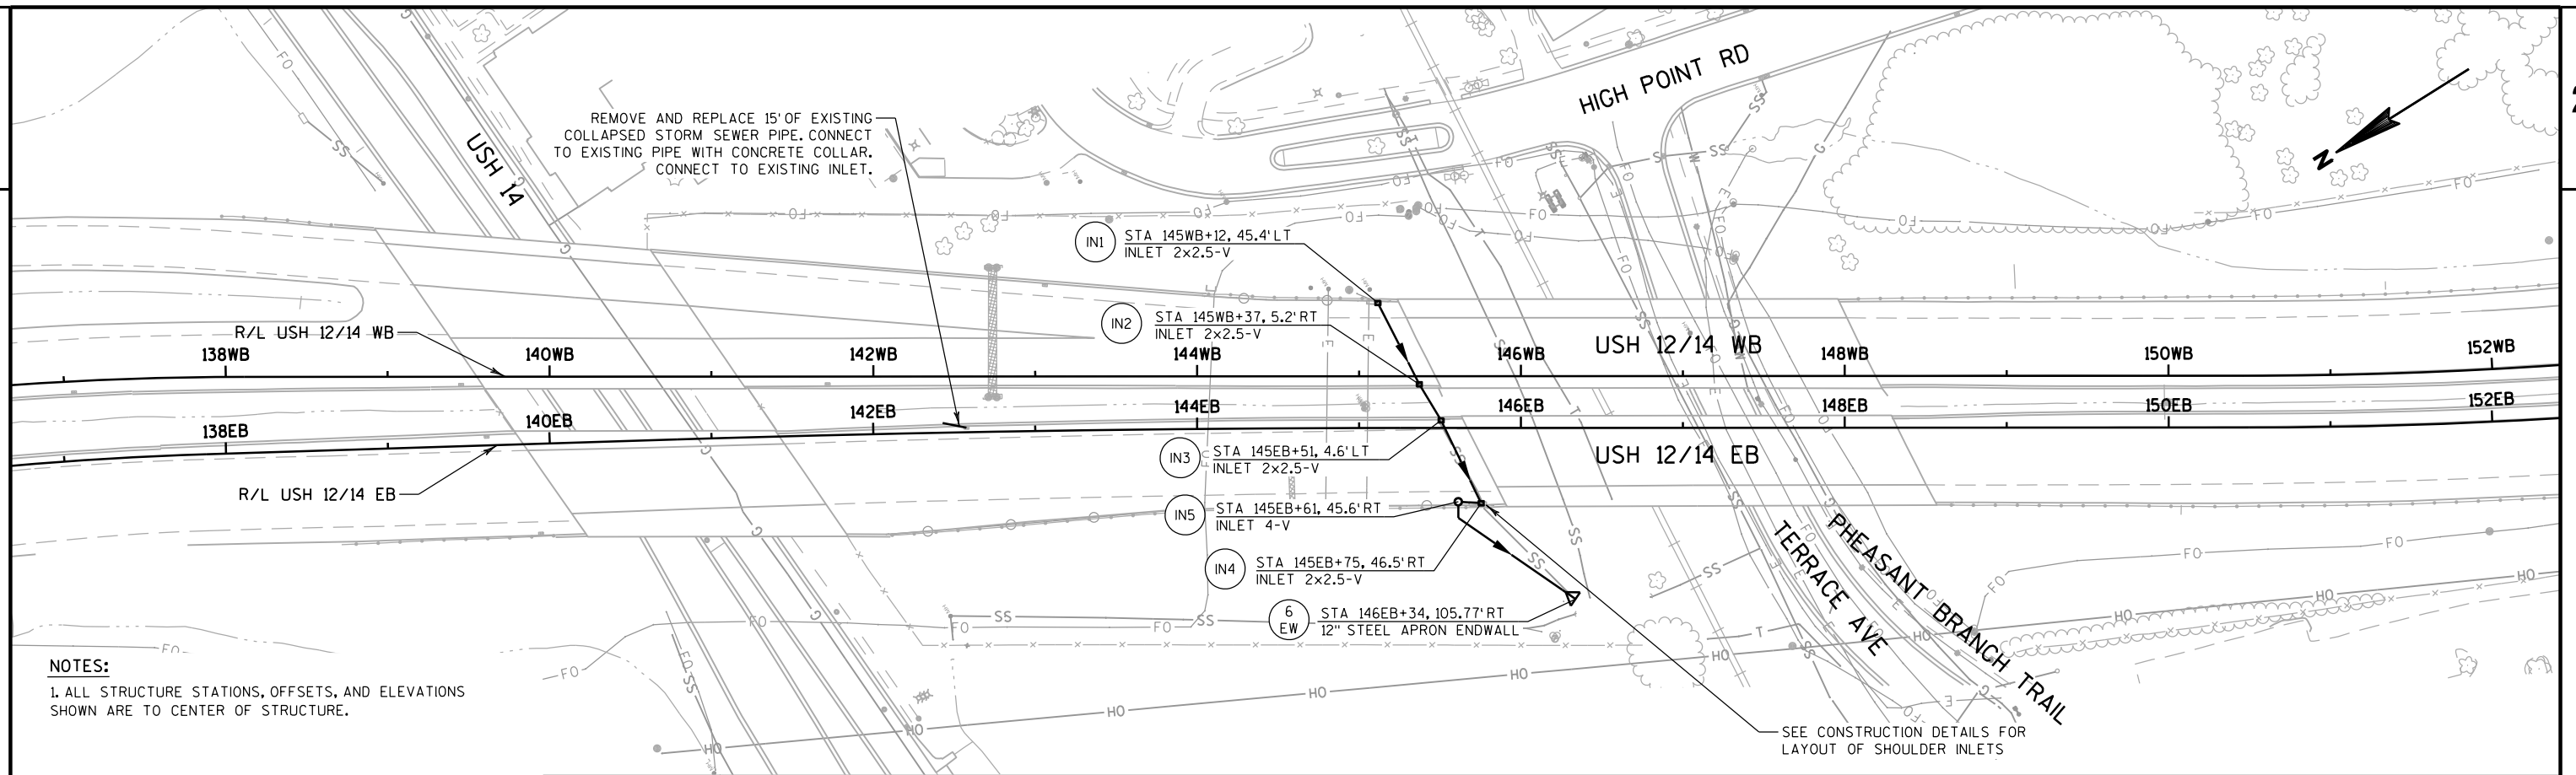 HIGH POINT RD
USH 14
REMOVE AND REPLACE 15' OF EXISTING
COLLAPSED STORM SEWER PIPE. CONNECT
TO EXISTING PIPE WITH CONCRETE COLLAR.
CONNECT TO EXISTING INLET.
N
IN1
STA 145WB+12, 45.4' LT
INLET 2x2.5-V
IN2
STA 145WB+37, 5.2' RT
INLET 2x2.5-V
R/L USH 12/14 WB
USH 12/14 WB
138WB
140WB
142WB
144WB
146WB
148WB
150WB
152WB
138EB
140EB
142EB
144EB
146EB
148EB
150EB
152EB
R/L USH 12/14 EB
USH 12/14 EB
IN3
STA 145EB+51, 4.6' LT
INLET 2x2.5-V
IN5
STA 145EB+61, 45.6' RT
INLET 4-V
IN4
STA 145EB+75, 46.5' RT
INLET 2x2.5-V
6
EW
STA 146EB+34, 105.77' RT
12" STEEL APRON ENDWALL
TERRACE AVE
PHEASANT BRANCH TRAIL
SEE CONSTRUCTION DETAILS FOR
LAYOUT OF SHOULDER INLETS
NOTES:
1. ALL STRUCTURE STATIONS, OFFSETS, AND ELEVATIONS
SHOWN ARE TO CENTER OF STRUCTURE.
FO
SS
G
HO
T
E